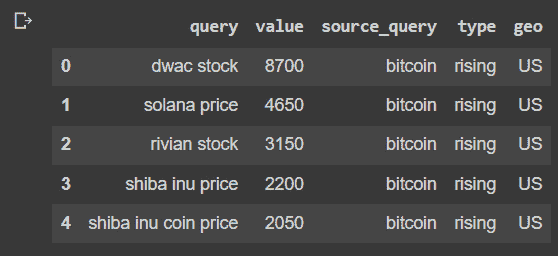 query value source_query type geo
0 dwac stock 8700 bitcoin rising US
1 solana price 4650 bitcoin rising US
2 rivian stock 3150 bitcoin rising US
3 shiba inu price 2200 bitcoin rising US
4 shiba inu coin price 2050 bitcoin rising US